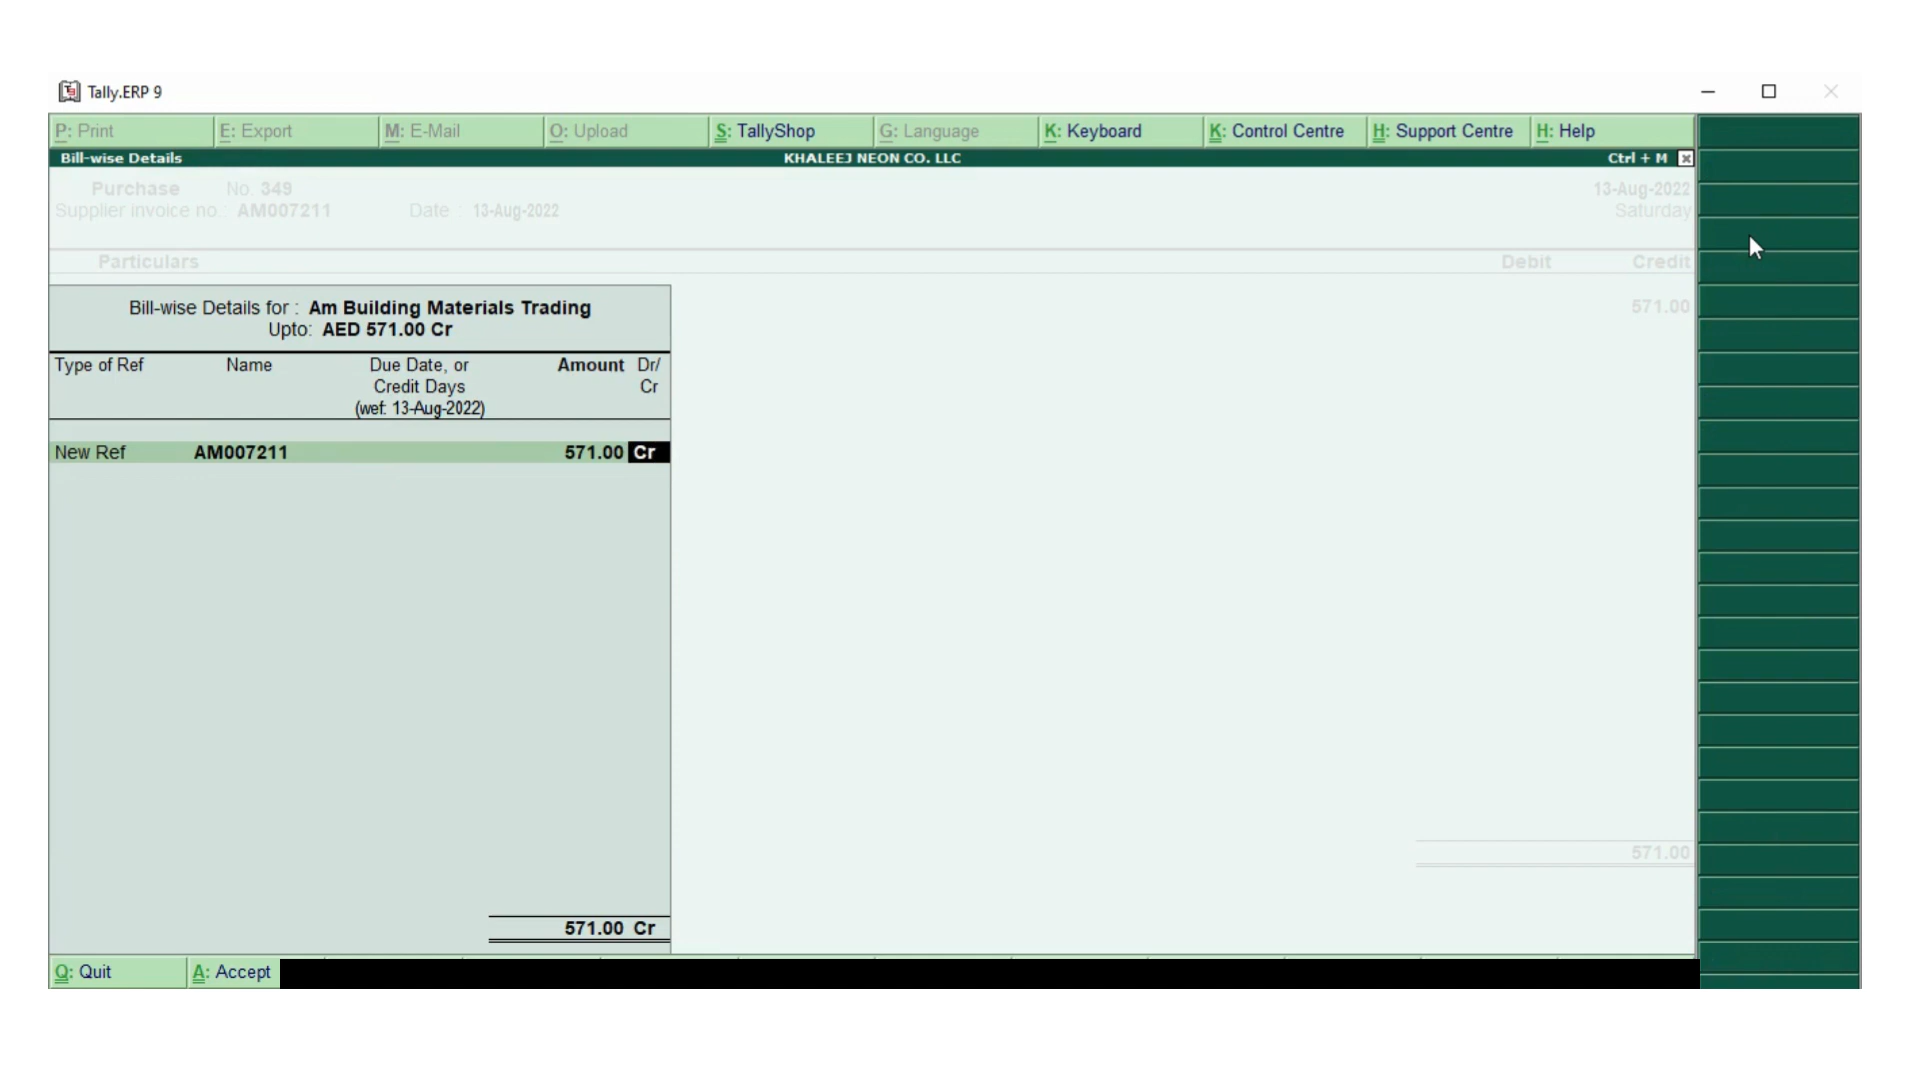 Tally.ERP 9
P: Print E: Export M: E-Mail O: Upload S: TallyShop G: Language K: Keyboard K: Control Centre H: Support Centre H: Help
Bill-wise Details KHALEEJ NEON CO. LLC Ctrl + M
Purchase No. 349 13-Aug-2022
Supplier invoice no.: AM007211 Date : 13-Aug-2022 Saturday
Particulars Debit Credit
571.00
Bill-wise Details for : Am Building Materials Trading
Upto: AED 571.00 Cr
Type of Ref Name Due Date, or Amount Dr/
Credit Days Cr
(wef: 13-Aug-2022)
New Ref AM007211 571.00 Cr
571.00
571.00 Cr
Q: Quit A: Accept